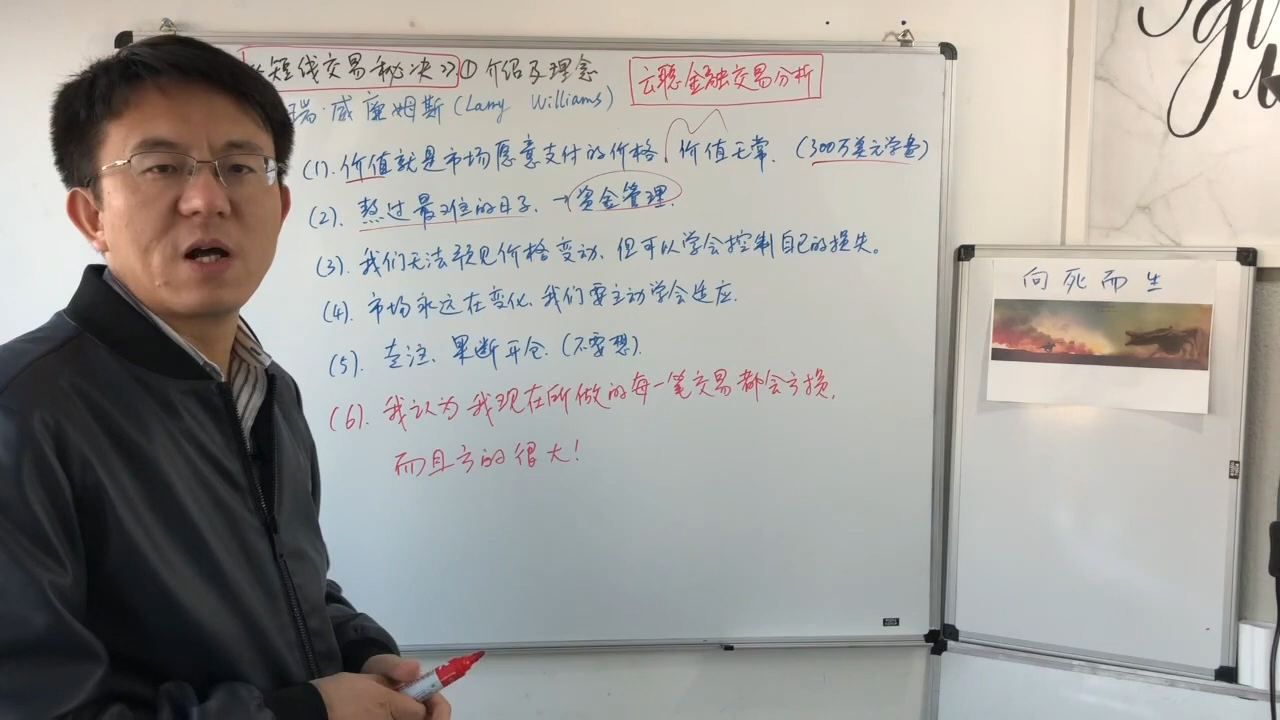 《短线交易秘决》① 介绍及理念
云聪金融交易分析
瑞·威廉姆斯(Larry Williams)
(1). 价值就是市场愿意支付的价格. 价值无常. (300万美元学费)
(2). 熬过最难的日子. →资金管理.
(3). 我们无法预见价格变动、但可以学会控制自己的损失。
(4). 市场永远在变化. 我们要主动学会适应.
(5). 专注、果断开仓. (不要想).
(6). 我认为我现在所做的每一笔交易都会亏损,
而且亏的很大!
向死而生